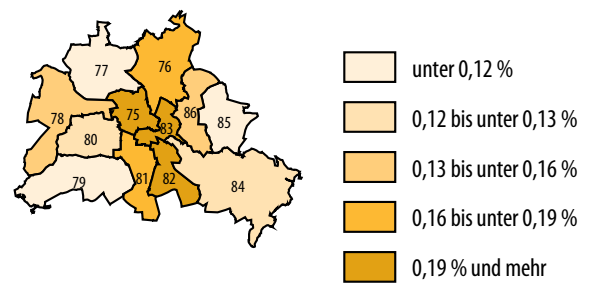 77
76
78
75
86
83
85
80
79
81
82
84
unter 0,12 %
0,12 bis unter 0,13 %
0,13 bis unter 0,16 %
0,16 bis unter 0,19 %
0,19 % und mehr